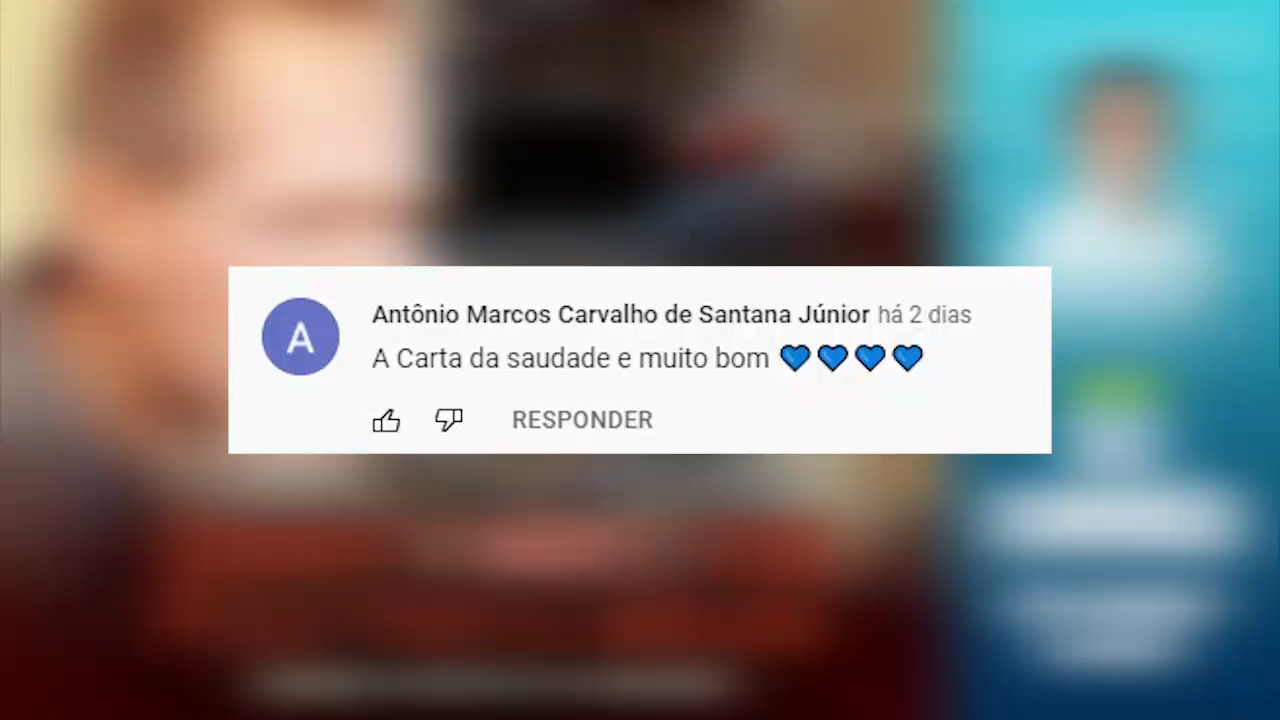 A
Antônio Marcos Carvalho de Santana Júnior há 2 dias
A Carta da saudade e muito bom 💙💙💙💙
RESPONDER